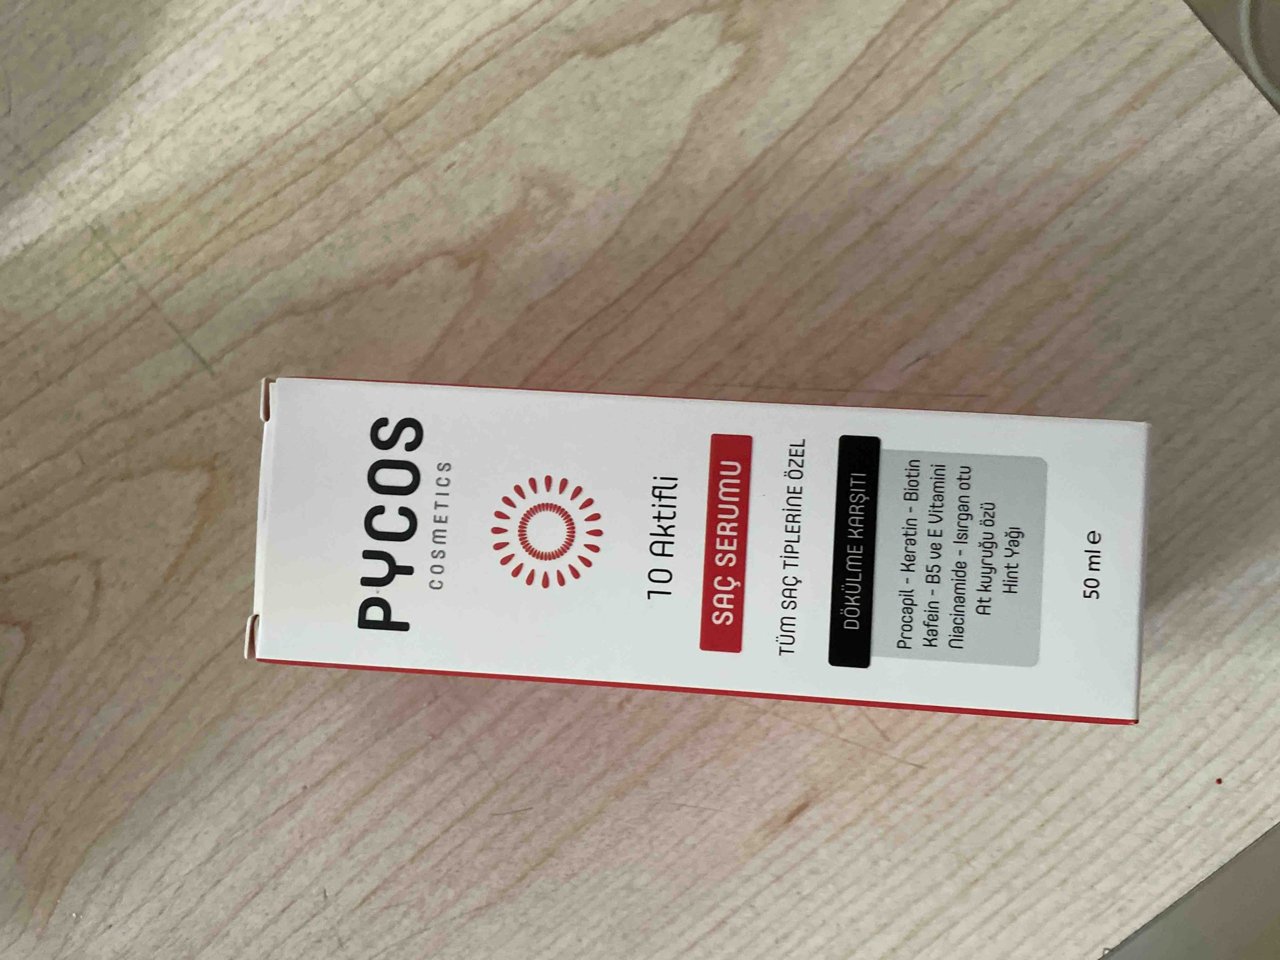 PYCOS
COSMETICS
10 Aktifli
SAÇ SERUMU
TÜM SAÇ TİPLERİNE ÖZEL
DÖKÜLME KARŞITI
Procapil - Keratin - Biotin
Kafein - B5 ve E Vitamini
Niacinamide - Isırgan otu
At kuyruğu özü
Hint Yağı
50 ml e